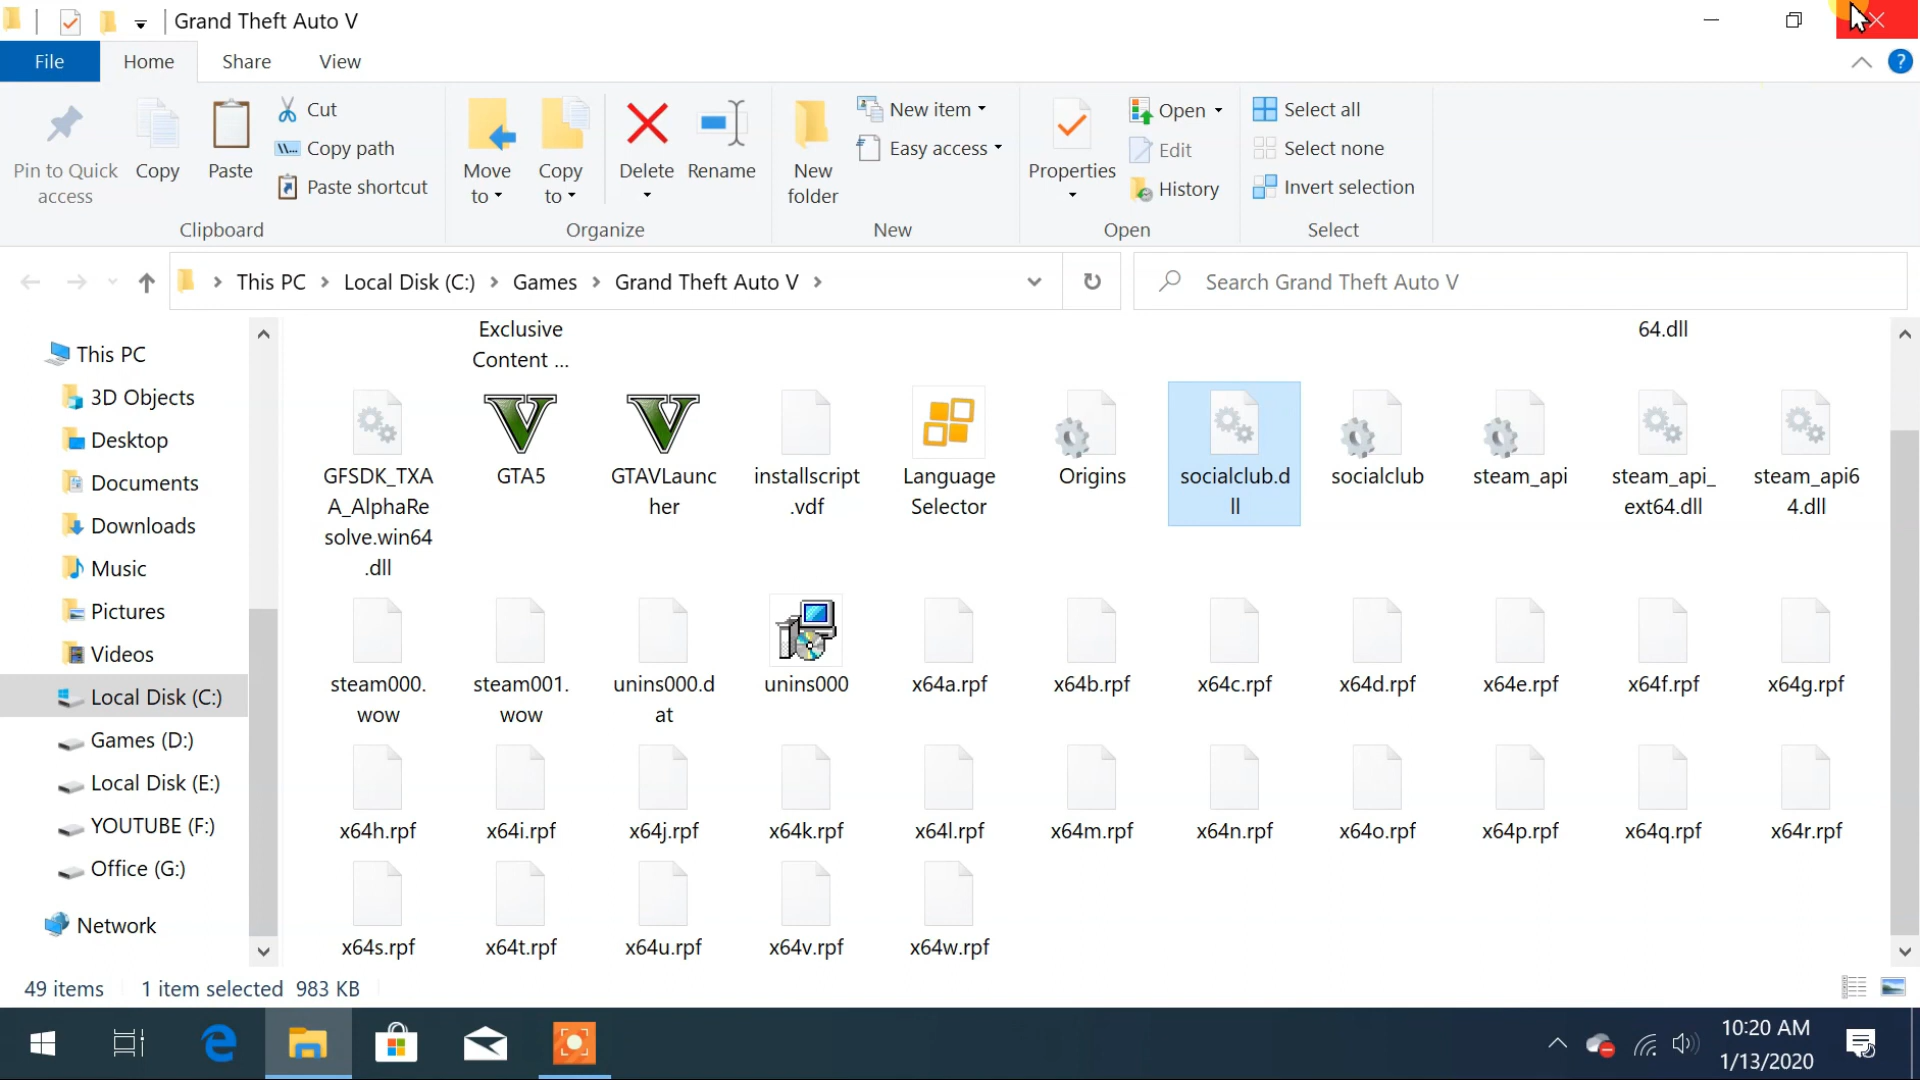 Grand Theft Auto V
File Home Share View
Pin to Quick
access
Copy
Paste
Cut
Copy path
Paste shortcut
Clipboard
Move
to
Copy
to
Delete
Rename
Organize
New
folder
New item
Easy access
New
Properties
Open
Edit
History
Open
Select all
Select none
Invert selection
Select
This PC > Local Disk (C:) > Games > Grand Theft Auto V >
Search Grand Theft Auto V
This PC
3D Objects
Desktop
Documents
Downloads
Music
Pictures
Videos
Local Disk (C:)
Games (D:)
Local Disk (E:)
YOUTUBE (F:)
Office (G:)
Network
Exclusive
Content ...
64.dll
GFSDK_TXA
A_AlphaRe
solve.win64
.dll
GTA5
GTAVLaunc
her
installscript
.vdf
Language
Selector
Origins
socialclub.d
ll
socialclub
steam_api
steam_api_
ext64.dll
steam_api6
4.dll
steam000.
wow
steam001.
wow
unins000.d
at
unins000
x64a.rpf
x64b.rpf
x64c.rpf
x64d.rpf
x64e.rpf
x64f.rpf
x64g.rpf
x64h.rpf
x64i.rpf
x64j.rpf
x64k.rpf
x64l.rpf
x64m.rpf
x64n.rpf
x64o.rpf
x64p.rpf
x64q.rpf
x64r.rpf
x64s.rpf
x64t.rpf
x64u.rpf
x64v.rpf
x64w.rpf
49 items 1 item selected 983 KB
10:20 AM
1/13/2020